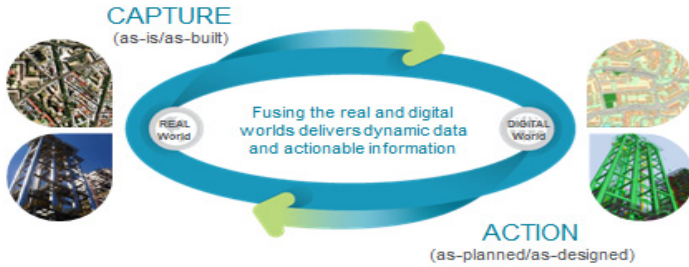 CAPTURE
(as-is/as-built)
REAL
World
Fusing the real and digital
worlds delivers dynamic data
and actionable information
DIGITAL
World
ACTION
(as-planned/as-designed)